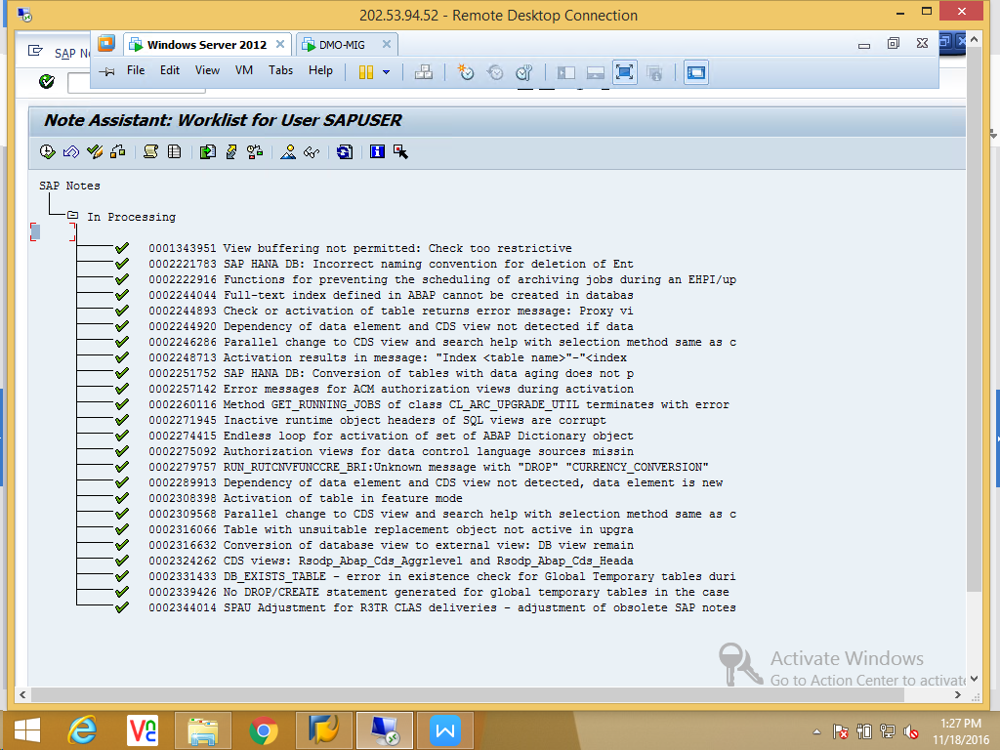 202.53.94.52 - Remote Desktop Connection
Windows Server 2012
DMO-MIG
File Edit View VM Tabs Help
Note Assistant: Worklist for User SAPUSER
SAP Notes
In Processing
0001343951 View buffering not permitted: Check too restrictive
0002221783 SAP HANA DB: Incorrect naming convention for deletion of Ent
0002222916 Functions for preventing the scheduling of archiving jobs during an EHPI/up
0002244044 Full-text index defined in ABAP cannot be created in databas
0002244893 Check or activation of table returns error message: Proxy vi
0002244920 Dependency of data element and CDS view not detected if data
0002246286 Parallel change to CDS view and search help with selection method same as c
0002248713 Activation results in message: "Index <table name>"-"<index
0002251752 SAP HANA DB: Conversion of tables with data aging does not p
0002257142 Error messages for ACM authorization views during activation
0002260116 Method GET_RUNNING_JOBS of class CL_ARC_UPGRADE_UTIL terminates with error
0002271945 Inactive runtime object headers of SQL views are corrupt
0002274415 Endless loop for activation of set of ABAP Dictionary object
0002275092 Authorization views for data control language sources missin
0002279757 RUN_RUTCNVFUNCCRE_BRI:Unknown message with "DROP" "CURRENCY_CONVERSION"
0002289913 Dependency of data element and CDS view not detected, data element is new
0002308398 Activation of table in feature mode
0002309568 Parallel change to CDS view and search help with selection method same as c
0002316066 Table with unsuitable replacement object not active in upgra
0002316632 Conversion of database view to external view: DB view remain
0002324262 CDS views: Rsodp_Abap_Cds_Aggrlevel and Rsodp_Abap_Cds_Heada
0002331433 DB_EXISTS_TABLE - error in existence check for Global Temporary tables duri
0002339426 No DROP/CREATE statement generated for global temporary tables in the case
0002344014 SPAU Adjustment for R3TR CLAS deliveries - adjustment of obsolete SAP notes
Activate Windows
Go to Action Center to activate
1:27 PM
11/18/2016